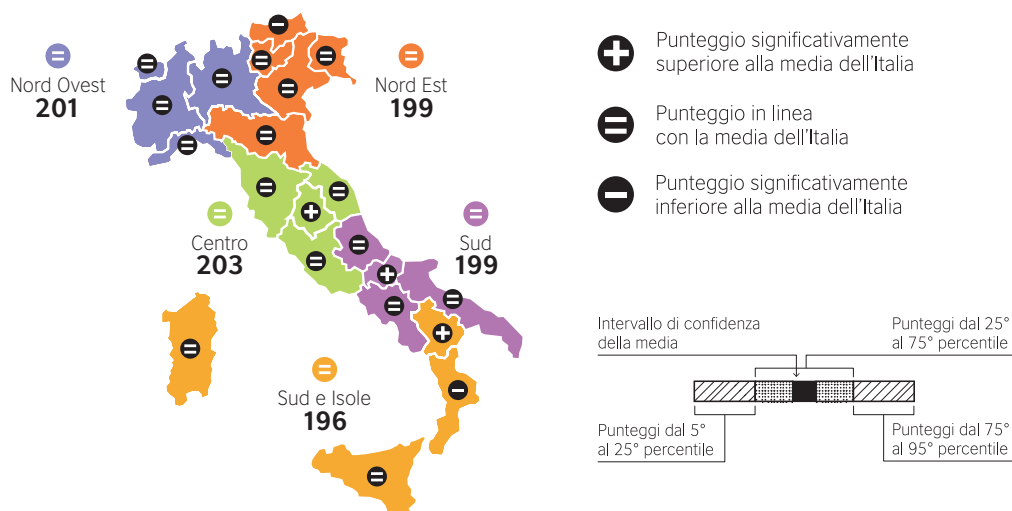 Nord Ovest
201
Nord Est
199
Centro
203
Sud
199
Sud e Isole
196
Punteggio significativamente
superiore alla media dell'Italia
Punteggio in linea
con la media dell'Italia
Punteggio significativamente
inferiore alla media dell'Italia
Intervallo di confidenza
della media
Punteggi dal 25°
al 75° percentile
Punteggi dal 5°
al 25° percentile
Punteggi dal 75°
al 95° percentile